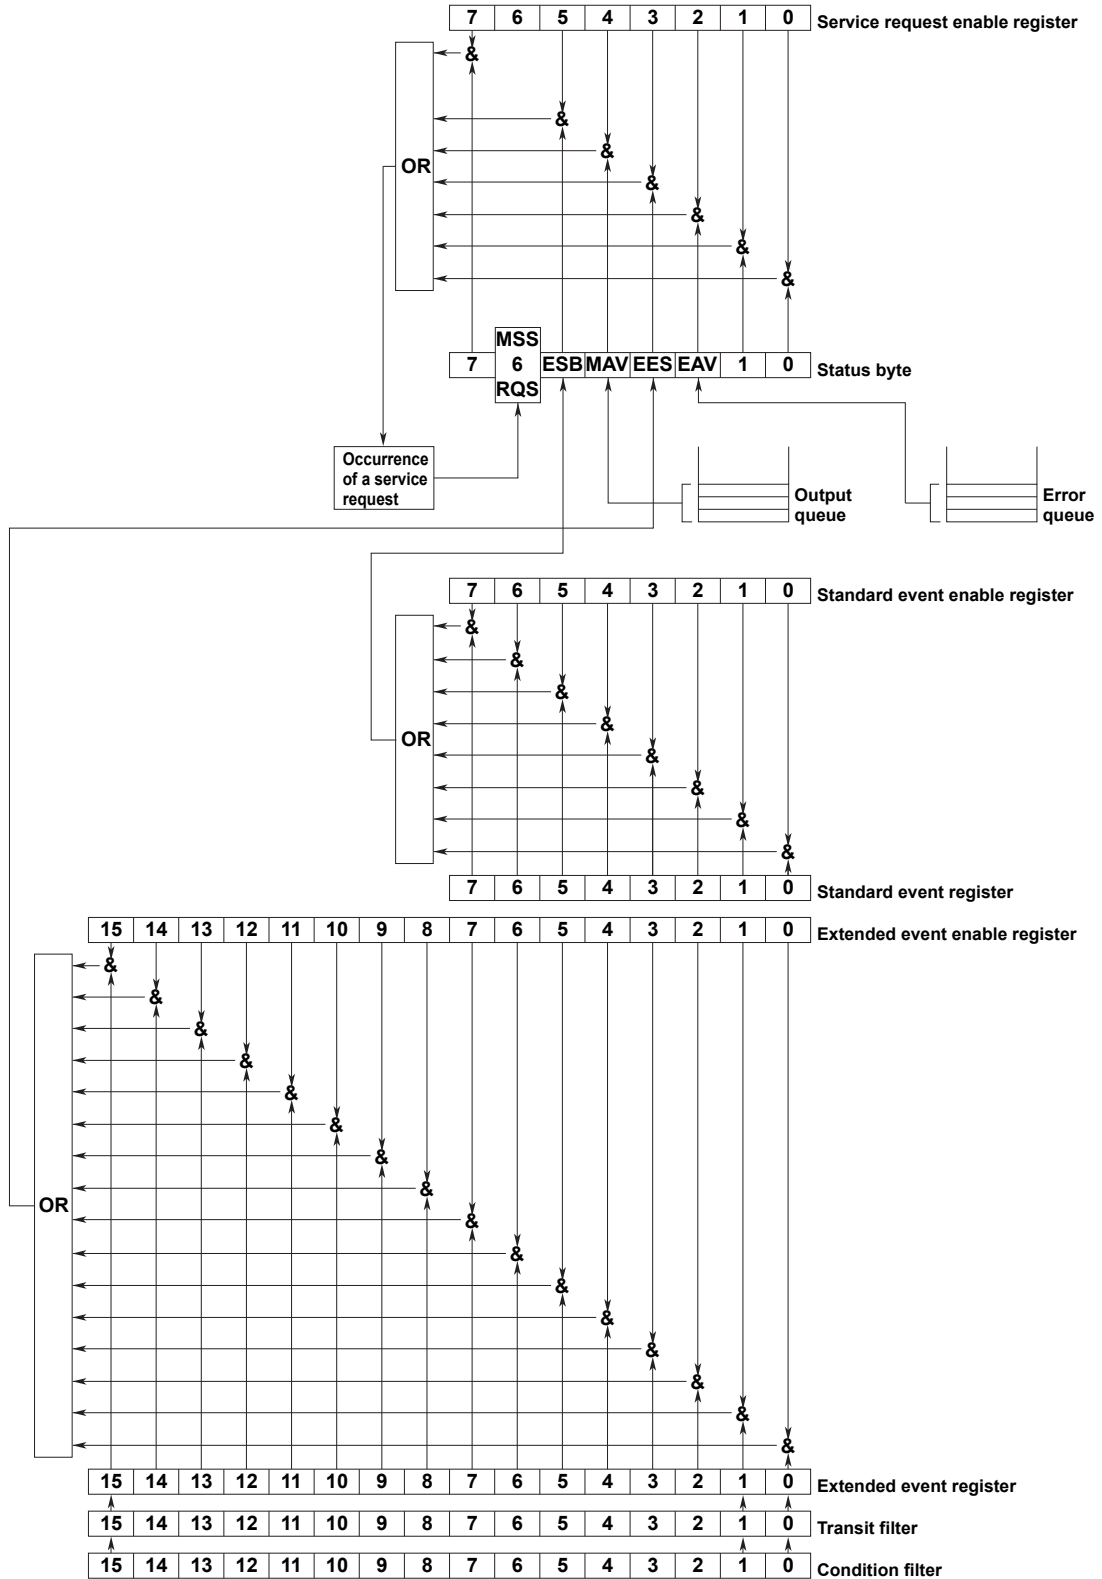 7 6 5 4 3 2 1 0 Service request enable register
&
&
&
OR
&
&
&
&
MSS
7 6 ESB MAV EES EAV 1 0 Status byte
RQS
Occurrence
of a service
request
Output
queue
Error
queue
7 6 5 4 3 2 1 0 Standard event enable register
&
&
&
&
OR
&
&
&
&
7 6 5 4 3 2 1 0 Standard event register
15 14 13 12 11 10 9 8 7 6 5 4 3 2 1 0 Extended event enable register
&
&
&
&
&
&
&
&
OR
&
&
&
&
&
&
&
&
15 14 13 12 11 10 9 8 7 6 5 4 3 2 1 0 Extended event register
15 14 13 12 11 10 9 8 7 6 5 4 3 2 1 0 Transit filter
15 14 13 12 11 10 9 8 7 6 5 4 3 2 1 0 Condition filter